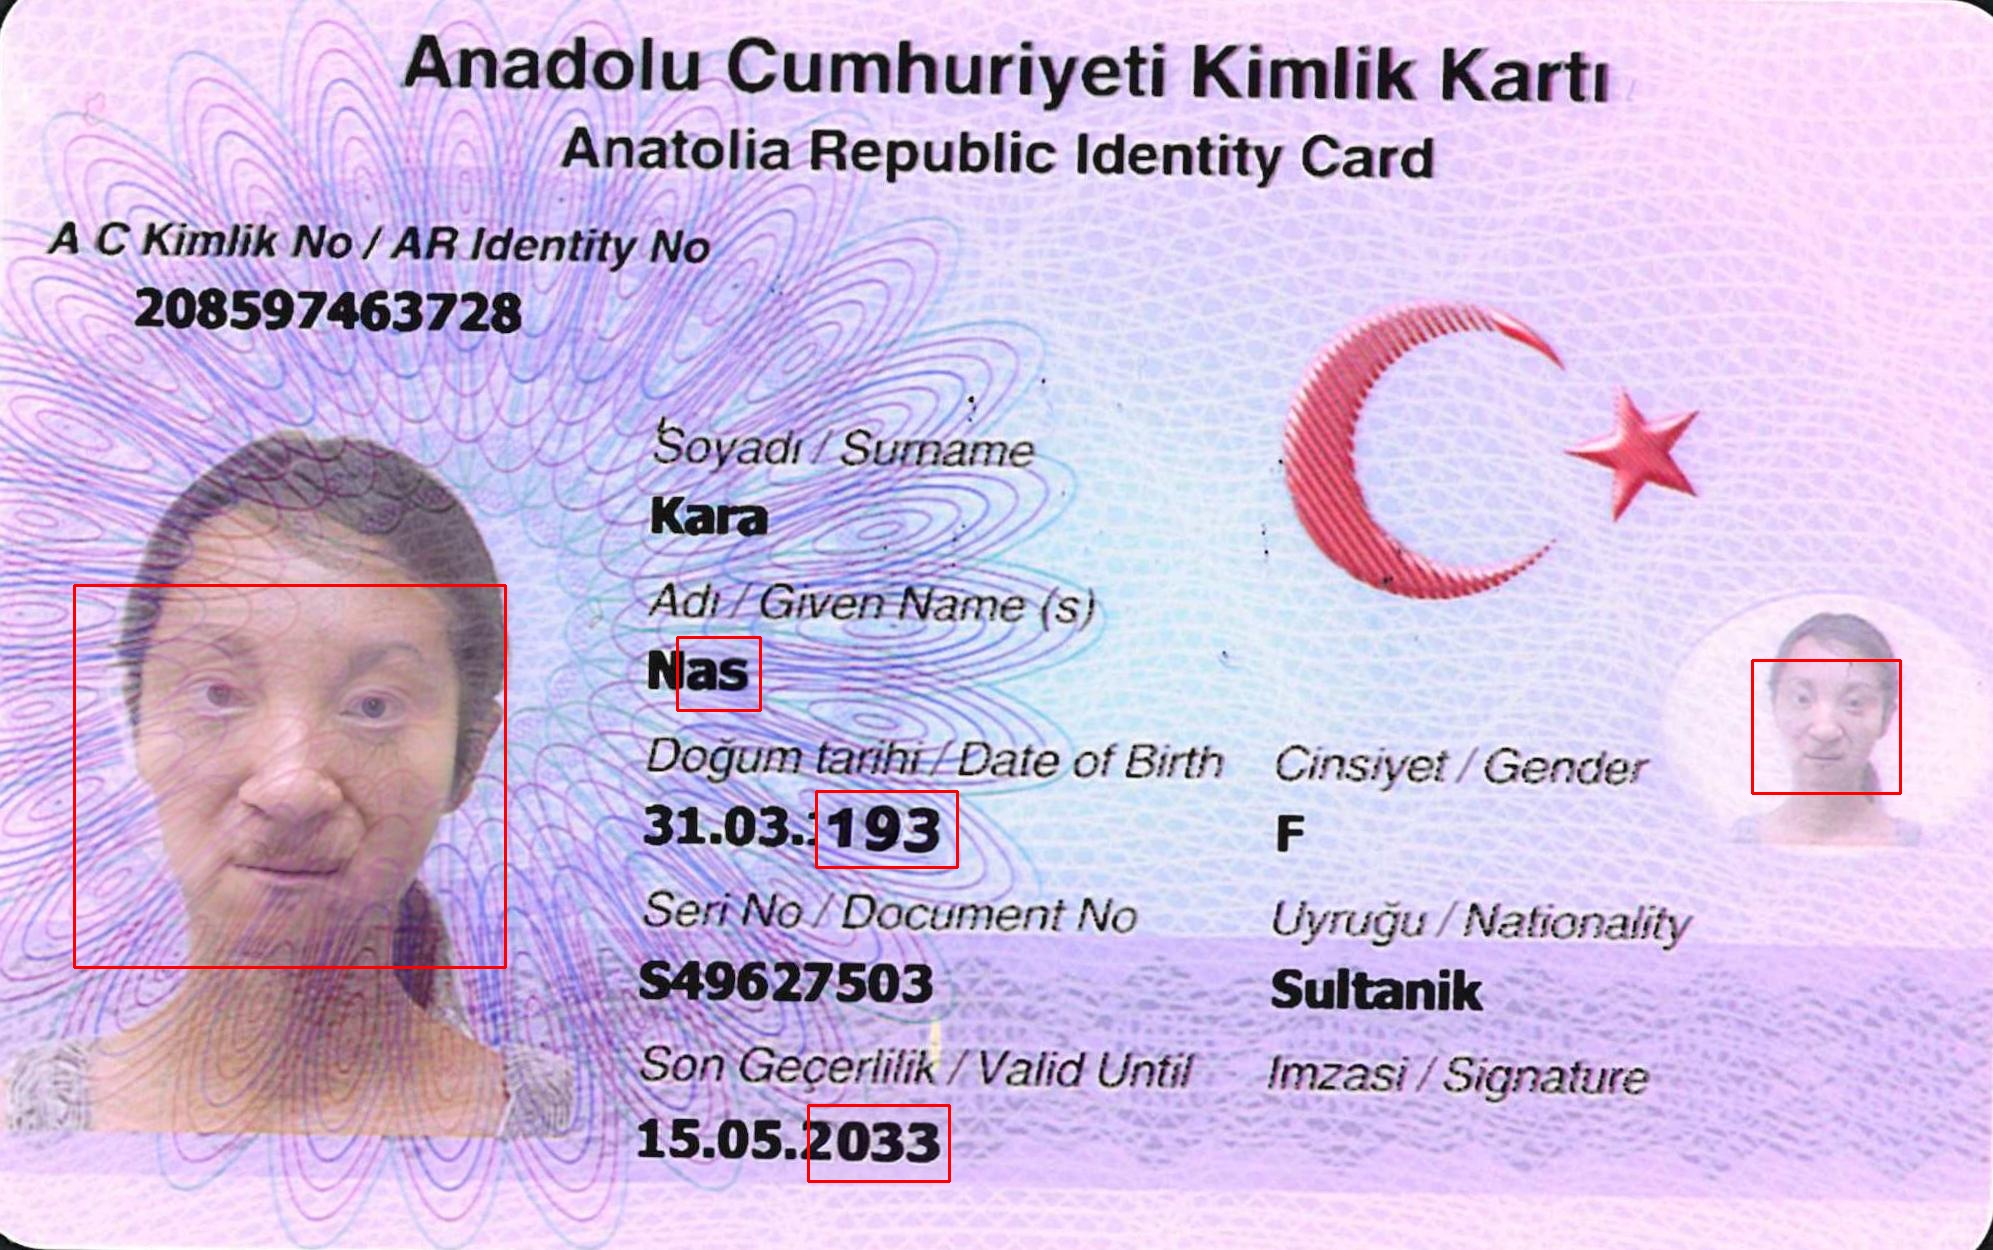 Anadolu Cumhuriyeti Kimlik Kartı
Anatolia Republic Identity Card
A C Kimlik No / AR Identity No
208597463728
Soyadı / Surname
Kara
Adı / Given Name (s)
Nas
Doğum tarihi / Date of Birth
31.03.193
Cinsiyet / Gender
F
Seri No / Document No
S49627503
Uyruğu / Nationality
Sultanik
Son Geçerlilik / Valid Until
15.05.2033
Imzasi / Signature